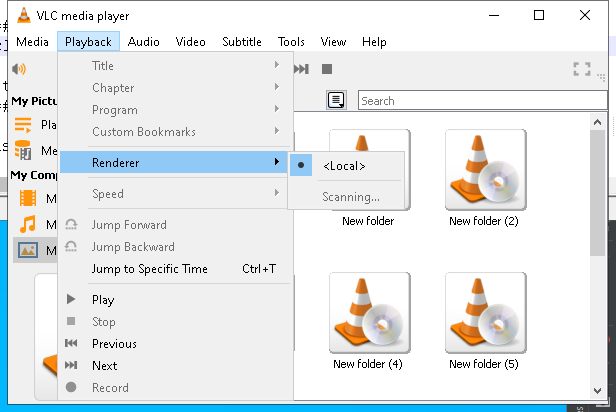 VLC media player
Media Playback Audio Video Subtitle Tools View Help
Title
Chapter
Program
Custom Bookmarks
Renderer
<Local>
Scanning...
Speed
Jump Forward
Jump Backward
Jump to Specific Time Ctrl+T
Play
Stop
Previous
Next
Record
Search
My Pictu
Pla
Me
My Comp
M
M
M
New folder
New folder (2)
New folder (4)
New folder (5)